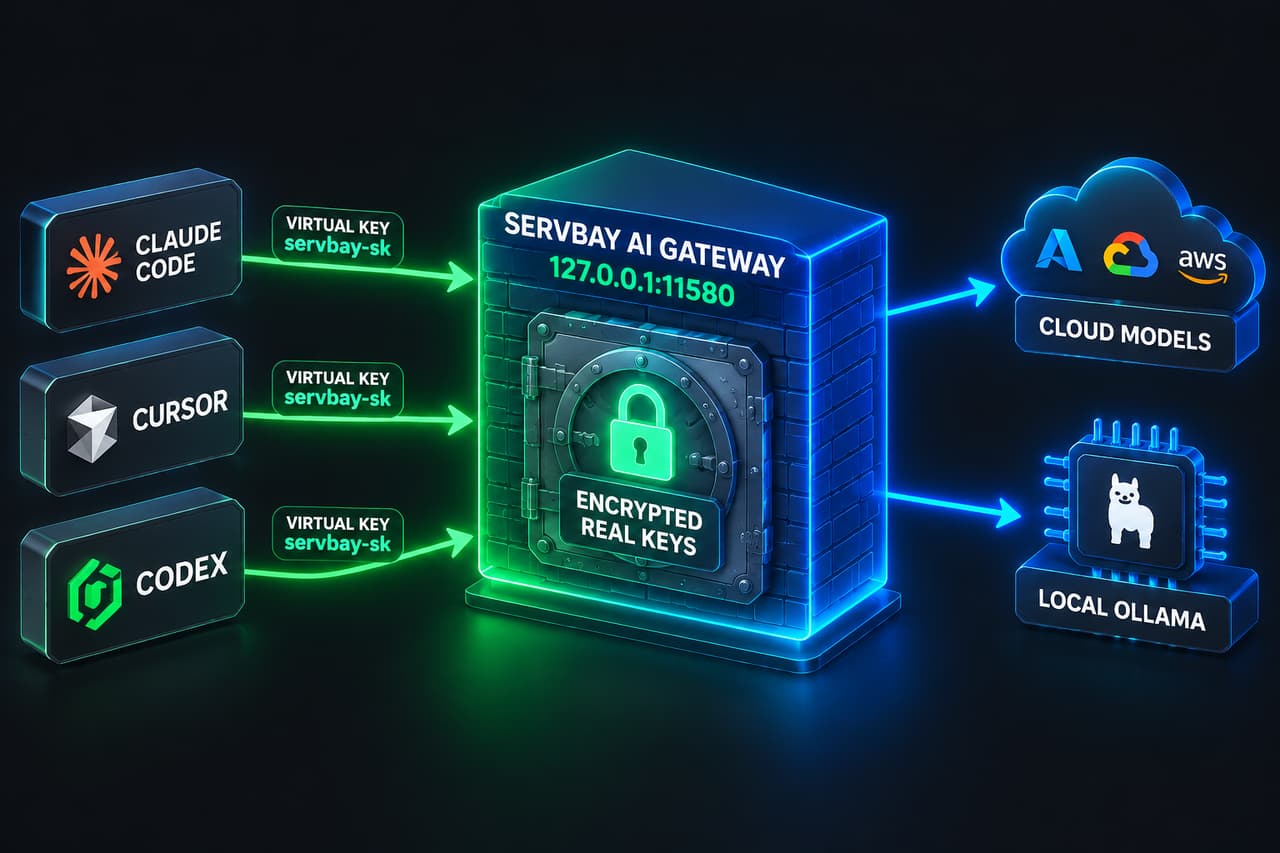 CLAUDE
CODE
VIRTUAL KEY
servbay-sk
CURSOR
VIRTUAL KEY
servbay-sk
CODEX
VIRTUAL KEY
servbay-sk
SERVBAY AI GATEWAY
127.0.0.1:11580
ENCRYPTED
REAL KEYS
aws
CLOUD MODELS
LOCAL OLLAMA